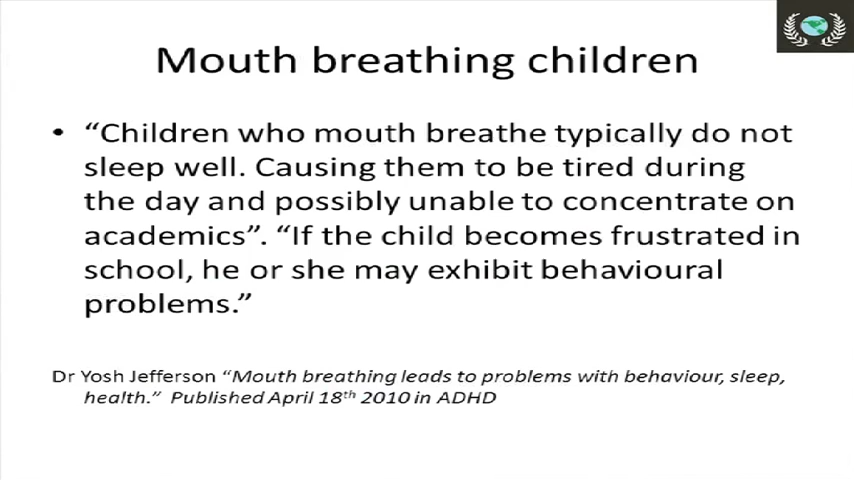 Mouth breathing children
• “Children who mouth breathe typically do not
sleep well. Causing them to be tired during
the day and possibly unable to concentrate on
academics”. “If the child becomes frustrated in
school, he or she may exhibit behavioural
problems.”
Dr Yosh Jefferson “Mouth breathing leads to problems with behaviour, sleep,
health.” Published April 18th 2010 in ADHD